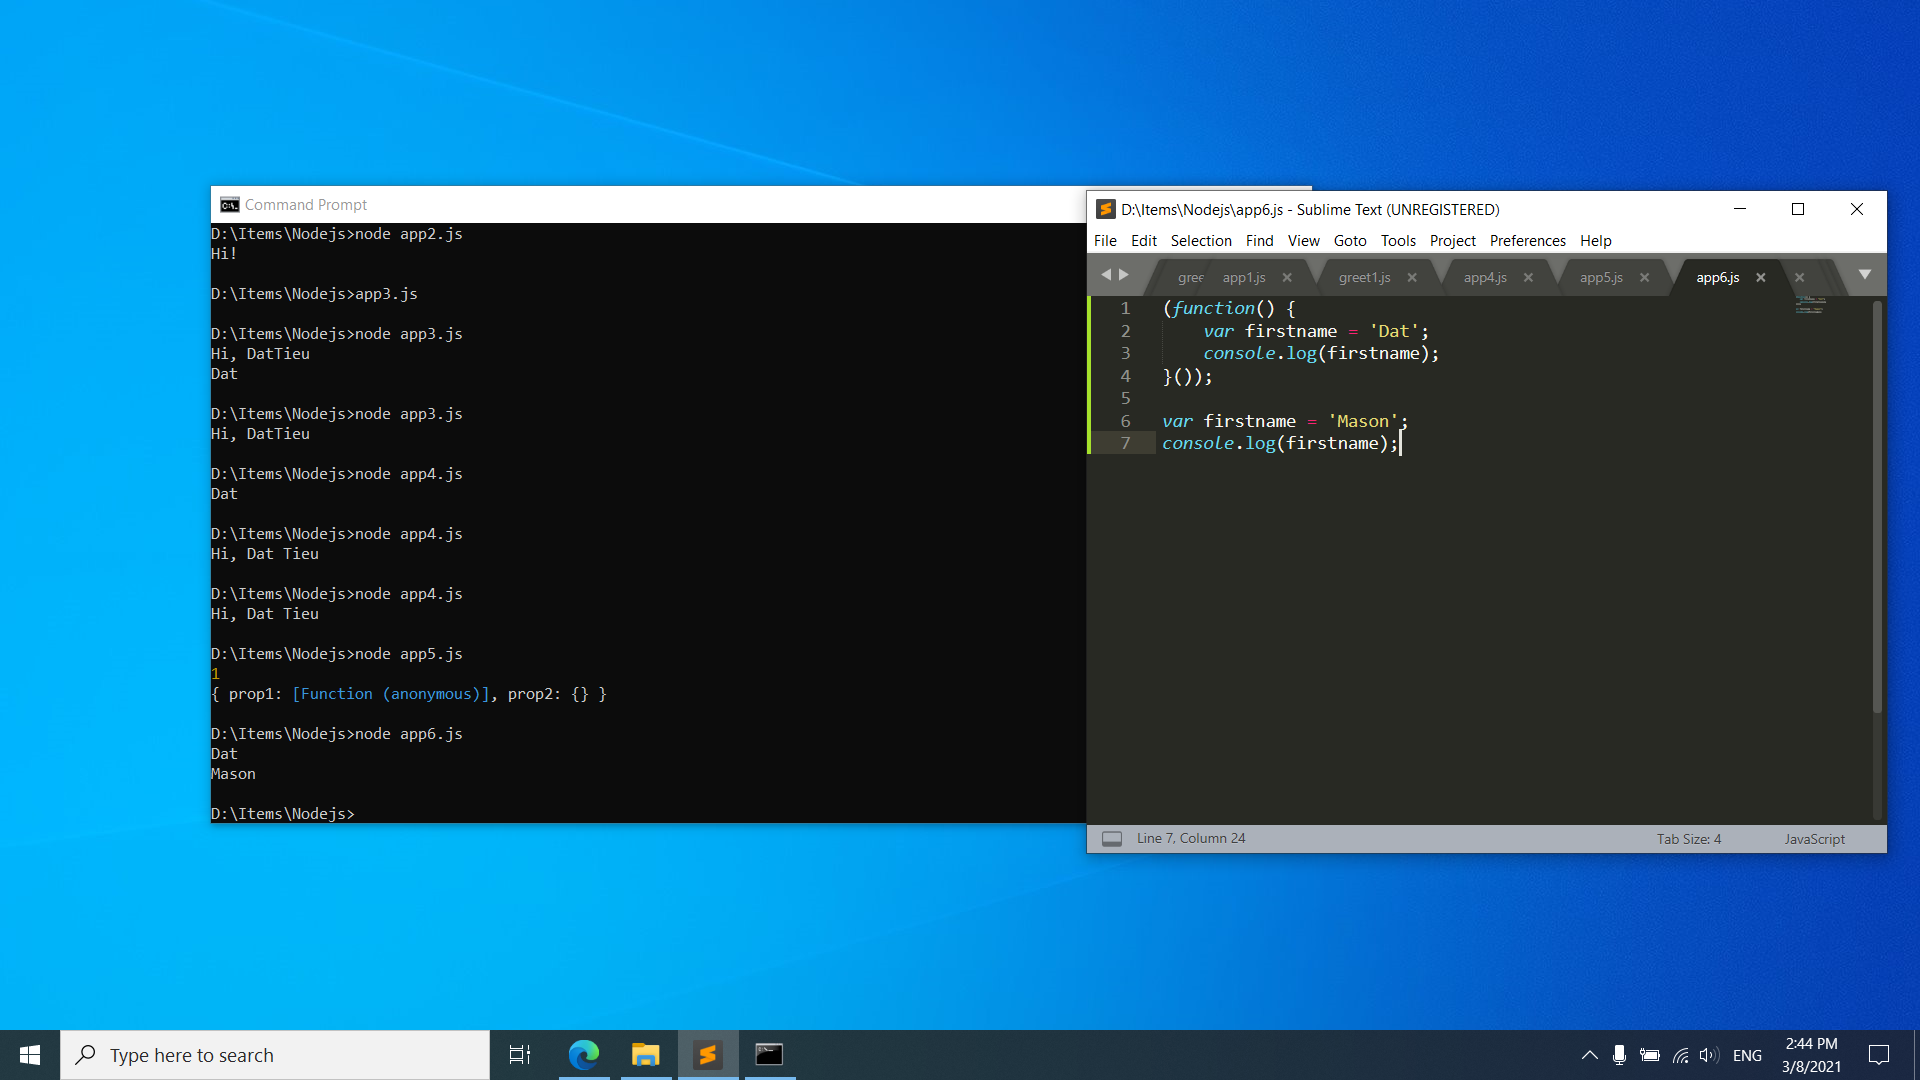 Command Prompt
D:\Items\Nodejs>node app2.js
Hi!
D:\Items\Nodejs>app3.js
D:\Items\Nodejs>node app3.js
Hi, DatTieu
Dat
D:\Items\Nodejs>node app3.js
Hi, DatTieu
D:\Items\Nodejs>node app4.js
Dat
D:\Items\Nodejs>node app4.js
Hi, Dat Tieu
D:\Items\Nodejs>node app4.js
Hi, Dat Tieu
D:\Items\Nodejs>node app5.js
1
{ prop1: [Function (anonymous)], prop2: {} }
D:\Items\Nodejs>node app6.js
Dat
Mason
D:\Items\Nodejs>
D:\Items\Nodejs\app6.js - Sublime Text (UNREGISTERED)
File Edit Selection Find View Goto Tools Project Preferences Help
gree app1.js greet1.js app4.js app5.js app6.js
1 (function() {
2 var firstname = 'Dat';
3 console.log(firstname);
4 }());
5
6 var firstname = 'Mason';
7 console.log(firstname);
Line 7, Column 24 Tab Size: 4 JavaScript
Type here to search
ENG
2:44 PM
3/8/2021